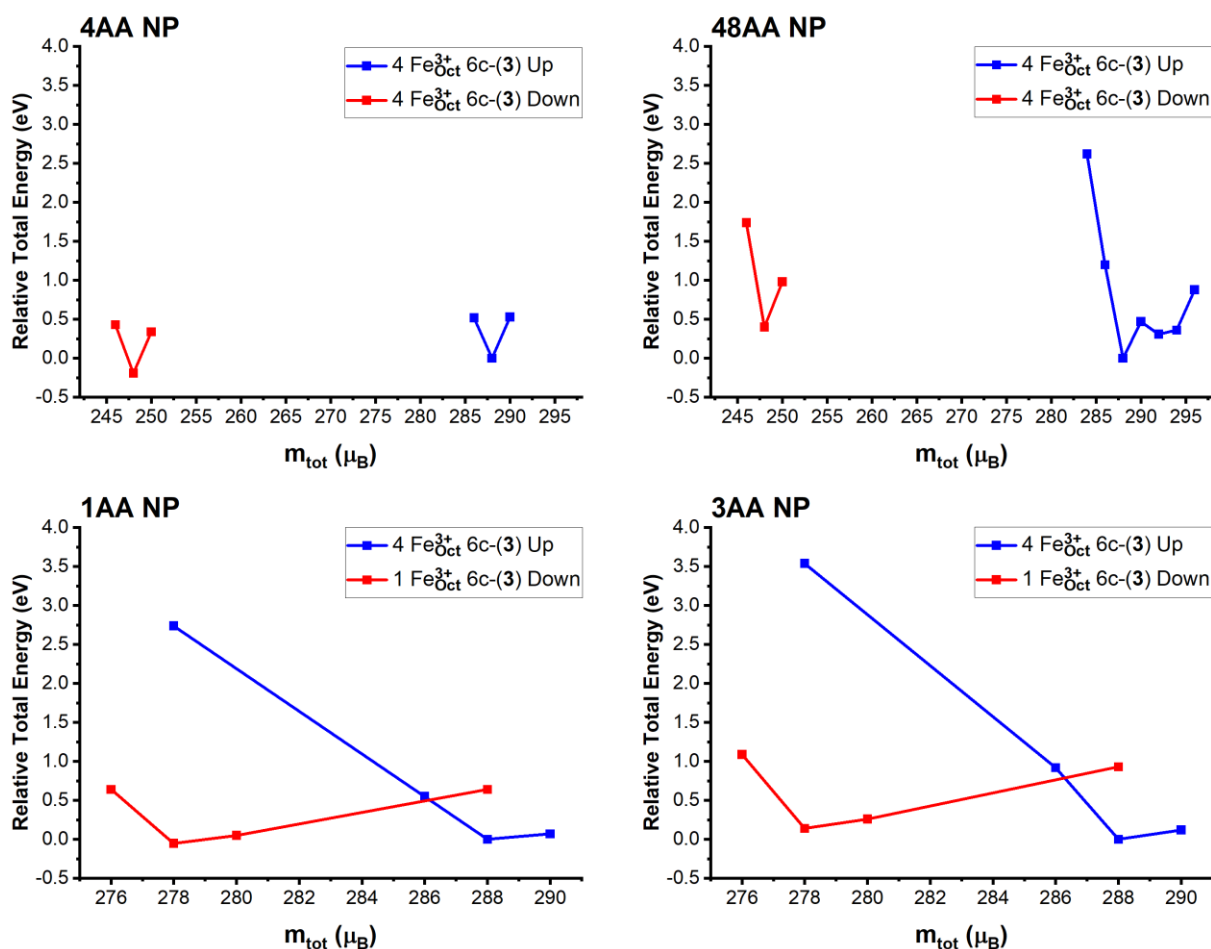 4AA NP
4.0
3.5
3.0
2.5
2.0
1.5
1.0
0.5
0.0
-0.5
Relative Total Energy (eV)
4 Fe³⁺Oct 6c-(3) Up
4 Fe³⁺Oct 6c-(3) Down
245 250 255 260 265 270 275 280 285 290 295
mtot (μB)
48AA NP
4.0
3.5
3.0
2.5
2.0
1.5
1.0
0.5
0.0
-0.5
Relative Total Energy (eV)
4 Fe³⁺Oct 6c-(3) Up
4 Fe³⁺Oct 6c-(3) Down
245 250 255 260 265 270 275 280 285 290 295
mtot (μB)
1AA NP
4.0
3.5
3.0
2.5
2.0
1.5
1.0
0.5
0.0
-0.5
Relative Total Energy (eV)
4 Fe³⁺Oct 6c-(3) Up
1 Fe³⁺Oct 6c-(3) Down
276 278 280 282 284 286 288 290
mtot (μB)
3AA NP
4.0
3.5
3.0
2.5
2.0
1.5
1.0
0.5
0.0
-0.5
Relative Total Energy (eV)
4 Fe³⁺Oct 6c-(3) Up
1 Fe³⁺Oct 6c-(3) Down
276 278 280 282 284 286 288 290
mtot (μB)